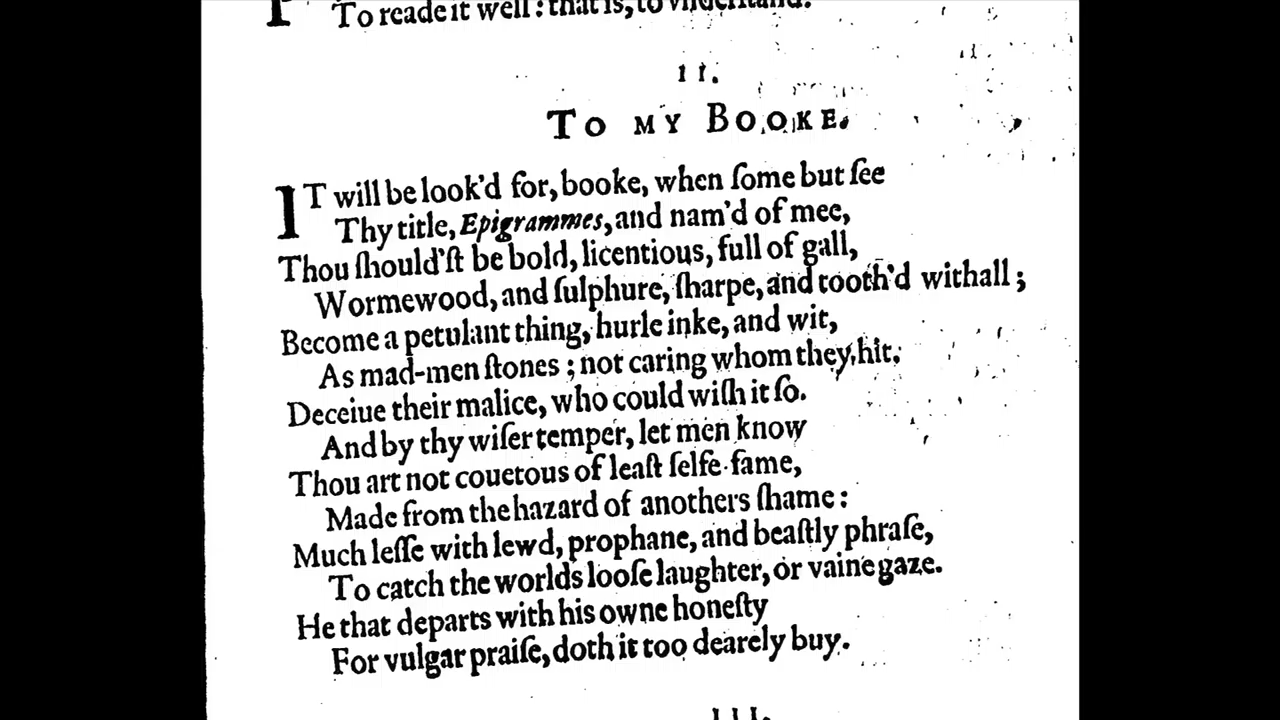 To reade it well: that is, to vnderstand.
II.
TO MY BOOKE.
IT will be look'd for, booke, when ſome but ſee
Thy title, Epigrammes, and nam'd of mee,
Thou ſhould'ſt be bold, licentious, full of gall,
Wormewood, and ſulphure, ſharpe, and tooth'd withall;
Become a petulant thing, hurle inke, and wit,
As mad-men ſtones; not caring whom they hit.
Deceiue their malice, who could wiſh it ſo.
And by thy wiſer temper, let men know
Thou art not couetous of leaſt ſelfe-fame,
Made from the hazard of anothers ſhame:
Much leſſe with lewd, prophane, and beaſtly phraſe,
To catch the worlds looſe laughter, or vaine gaze.
He that departs with his owne honeſty
For vulgar praiſe, doth it too dearely buy.
III.